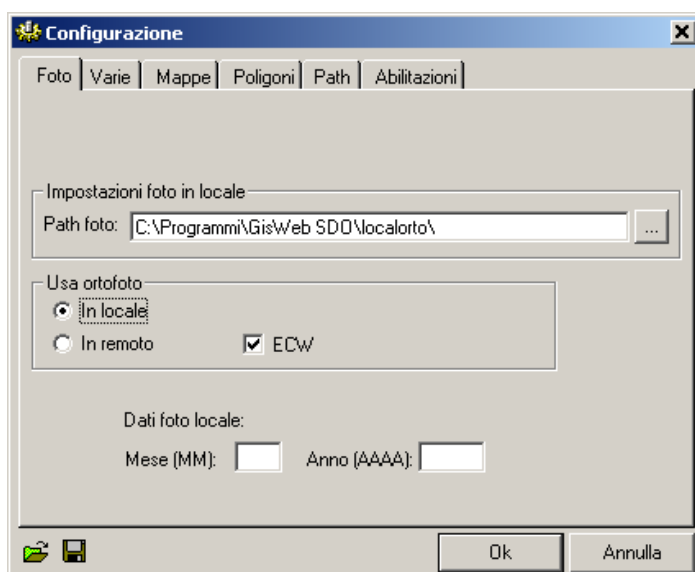 Configurazione
Foto Varie Mappe Poligoni Path Abilitazioni
Impostazioni foto in locale
Path foto: C:\Programmi\GisWeb SDO\localorto\ ...
Usa ortofoto
In locale
In remoto ECW
Dati foto locale:
Mese (MM): Anno (AAAA):
Ok Annulla